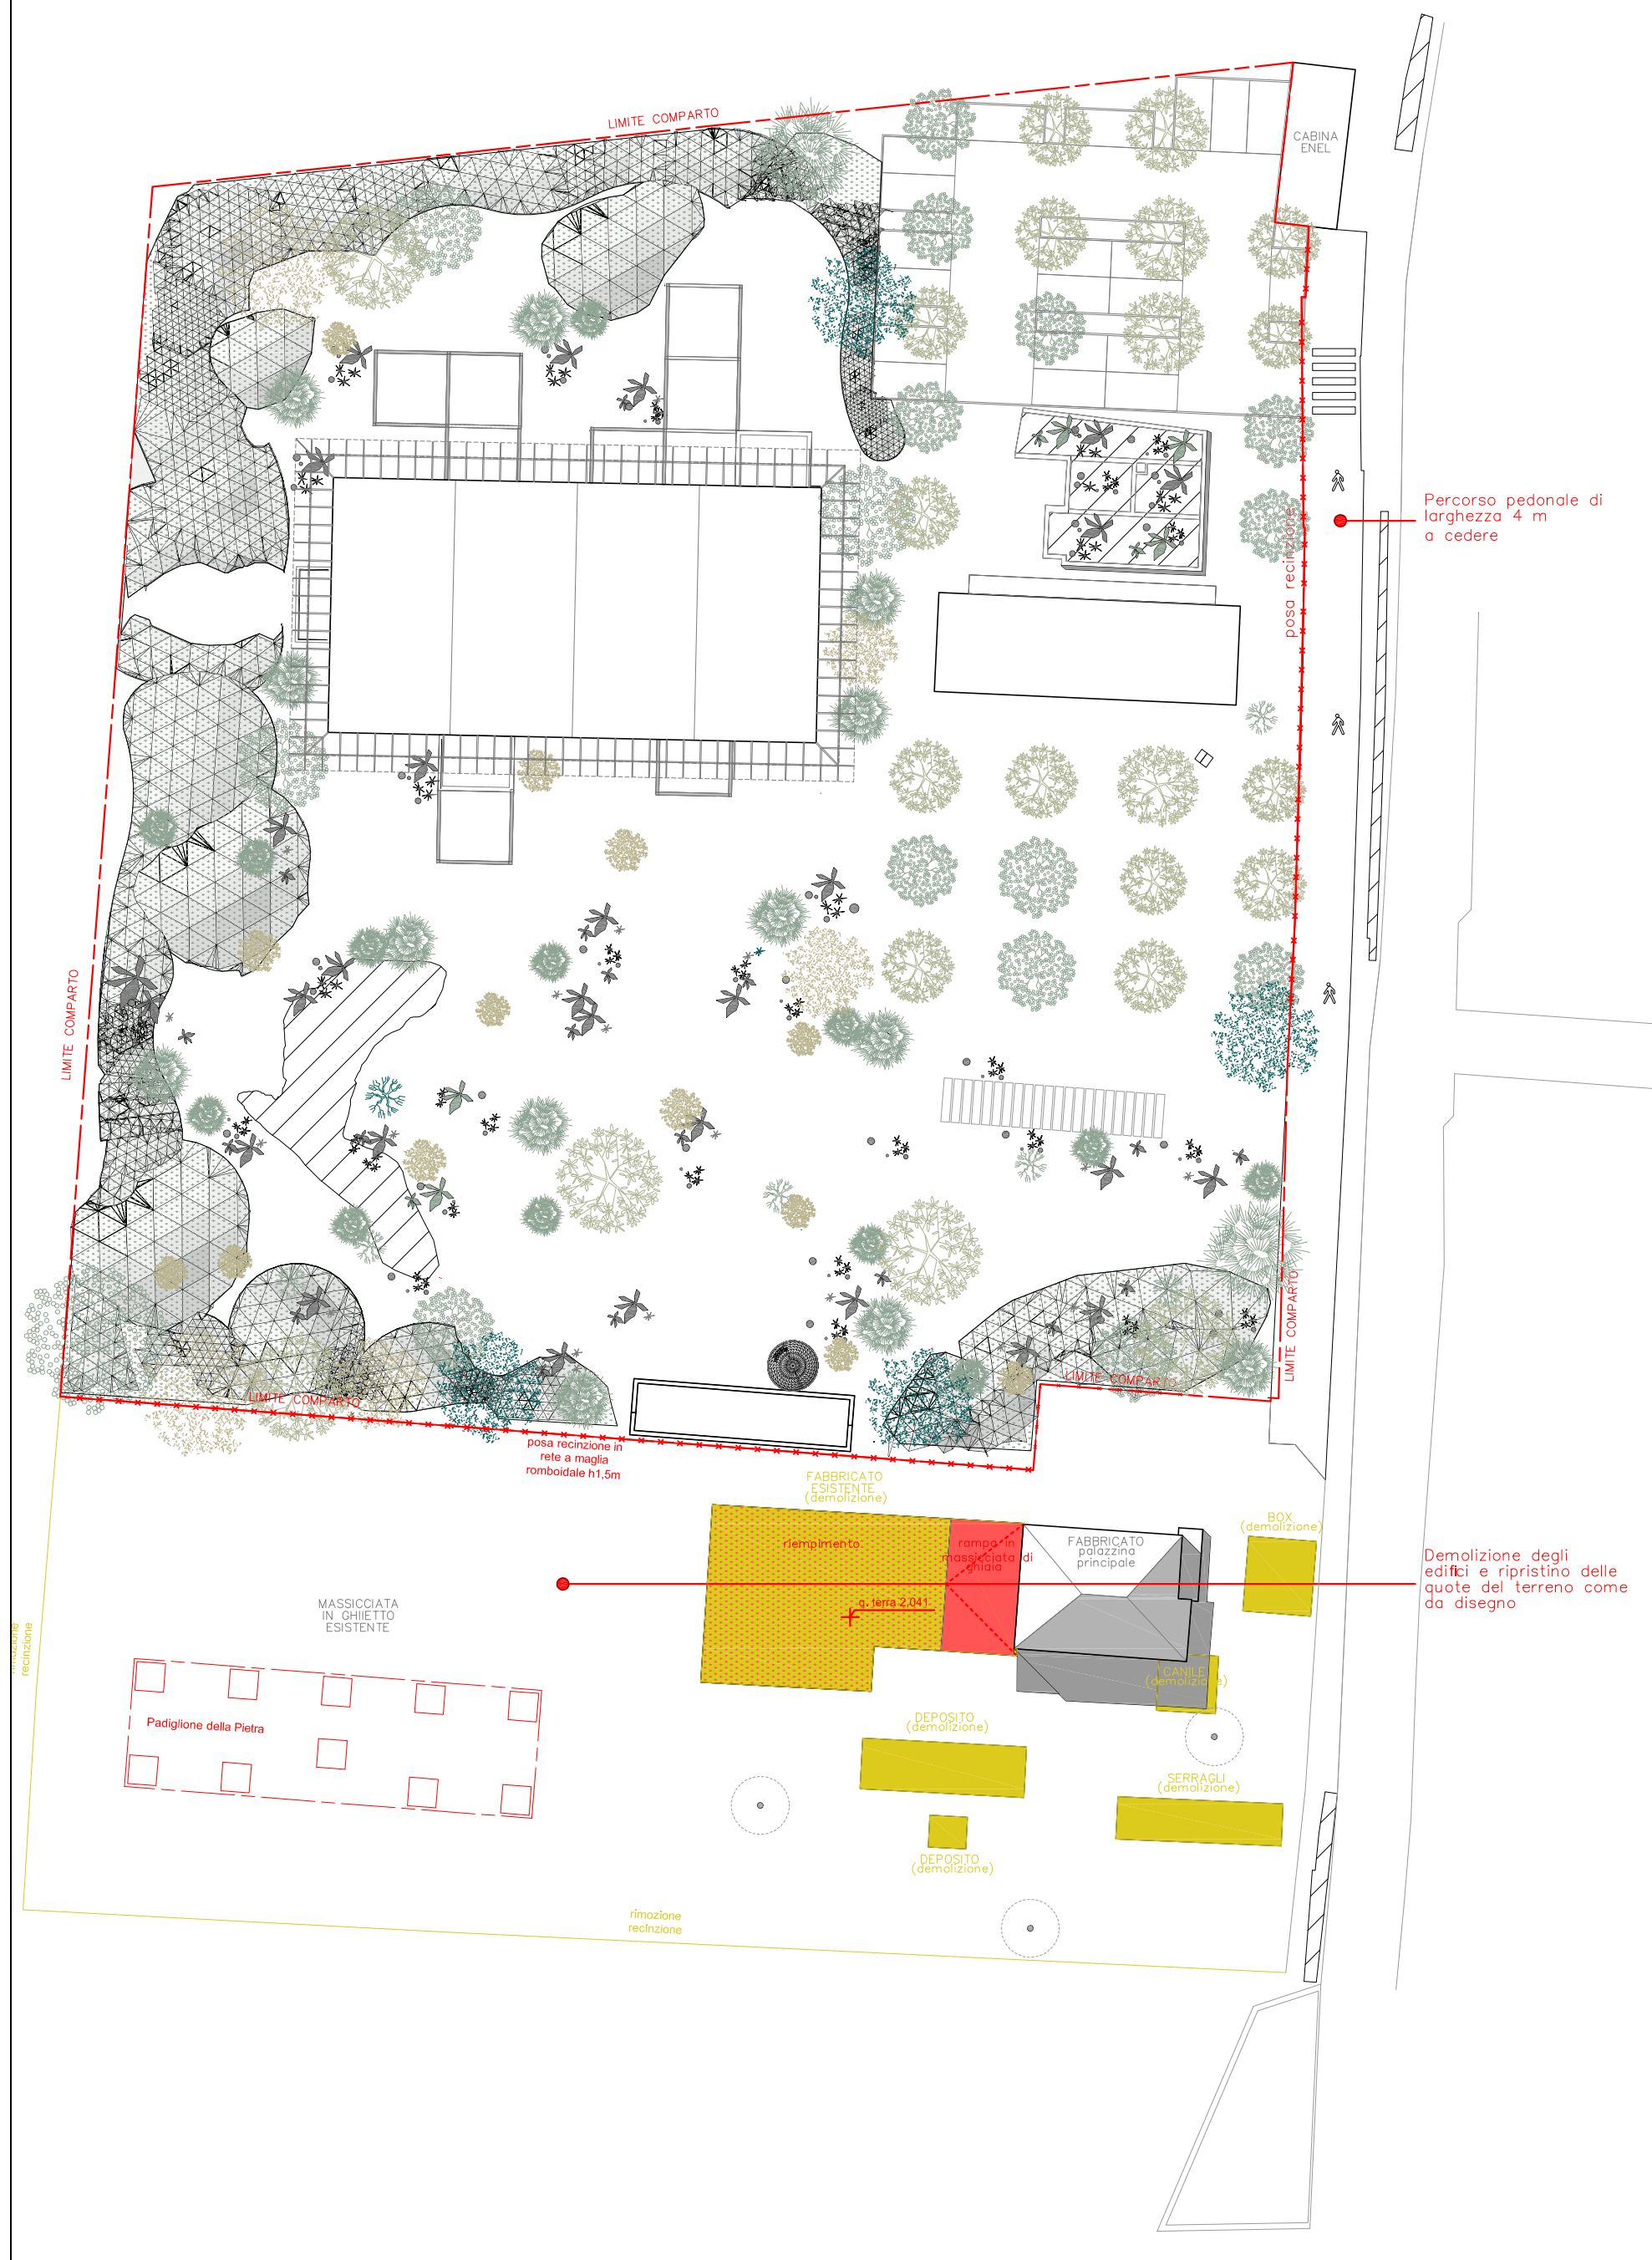 LIMITE COMPARTO
CABINA
ENEL
Percorso pedonale di
larghezza 4 m
a cedere
posa recinzione
LIMITE COMPARTO
LIMITE COMPARTO
LIMITE COMPARTO
LIMITE COMPARTO
posa recinzione in
rete a maglia
romboidale h1,5m
FABBRICATO
ESISTENTE
(demolizione)
BOX
(demolizione)
riempimento
rampa in
massicciata di
ghiaia
FABBRICATO
palazzina
principale
Demolizione degli
edifici e ripristino delle
quote del terreno come
da disegno
q. terra 2,041
MASSICCIATA
IN GHIIETTO
ESISTENTE
rimozione
recinzione
CANILE
(demolizione)
Padiglione della Pietra
DEPOSITO
(demolizione)
SERRAGLI
(demolizione)
DEPOSITO
(demolizione)
rimozione
recinzione